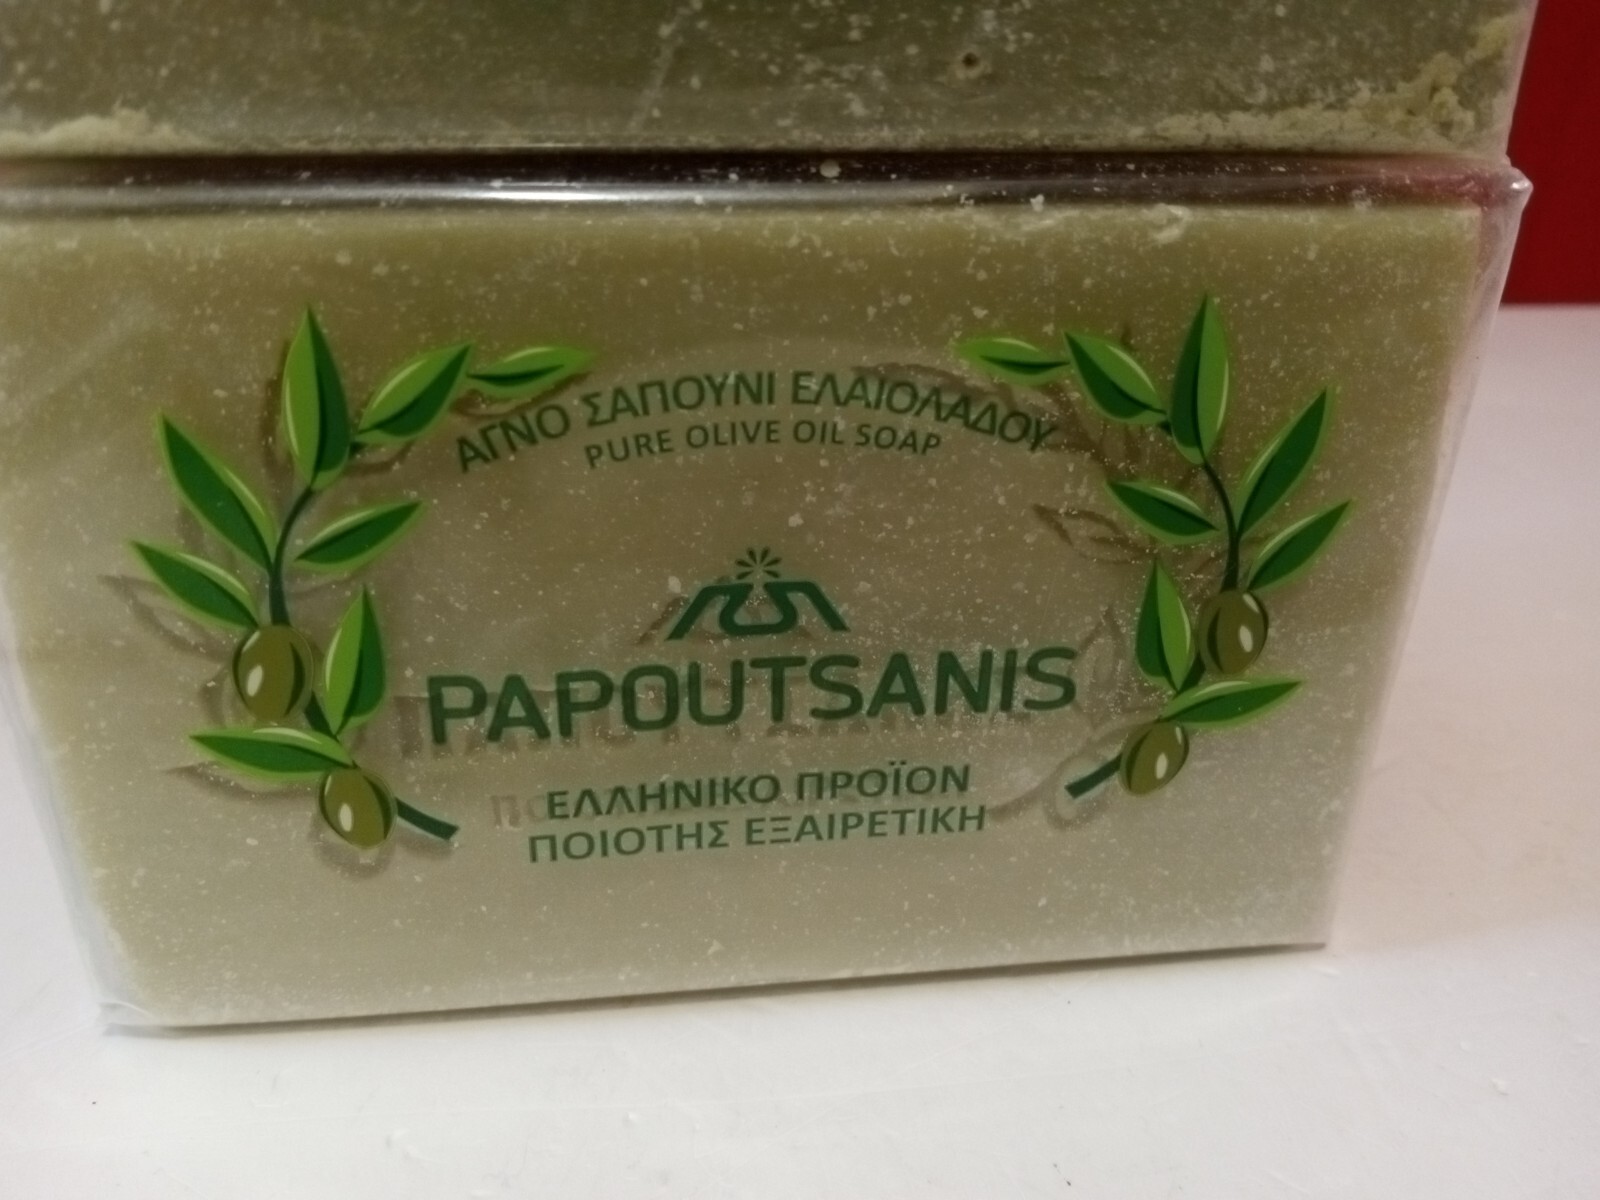 ΑΓΝΟ ΣΑΠΟΥΝΙ ΕΛΑΙΟΛΑΔΟΥ
PURE OLIVE OIL SOAP
PAPOUTSANIS
ΕΛΛΗΝΙΚΟ ΠΡΟΪΟΝ
ΠΟΙΟΤΗΣ ΕΞΑΙΡΕΤΙΚΗ